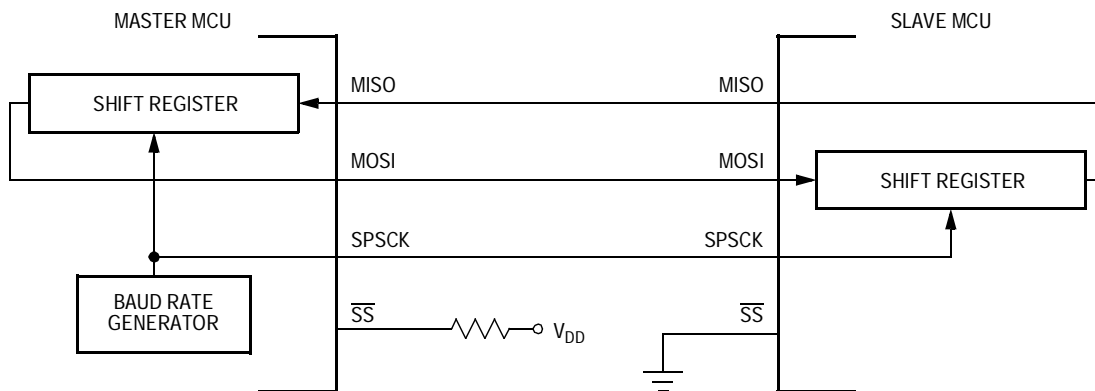 MASTER MCU
SLAVE MCU
SHIFT REGISTER
MISO
MISO
MOSI
MOSI
SHIFT REGISTER
SPSCK
SPSCK
BAUD RATE
GENERATOR
SS
VDD
SS